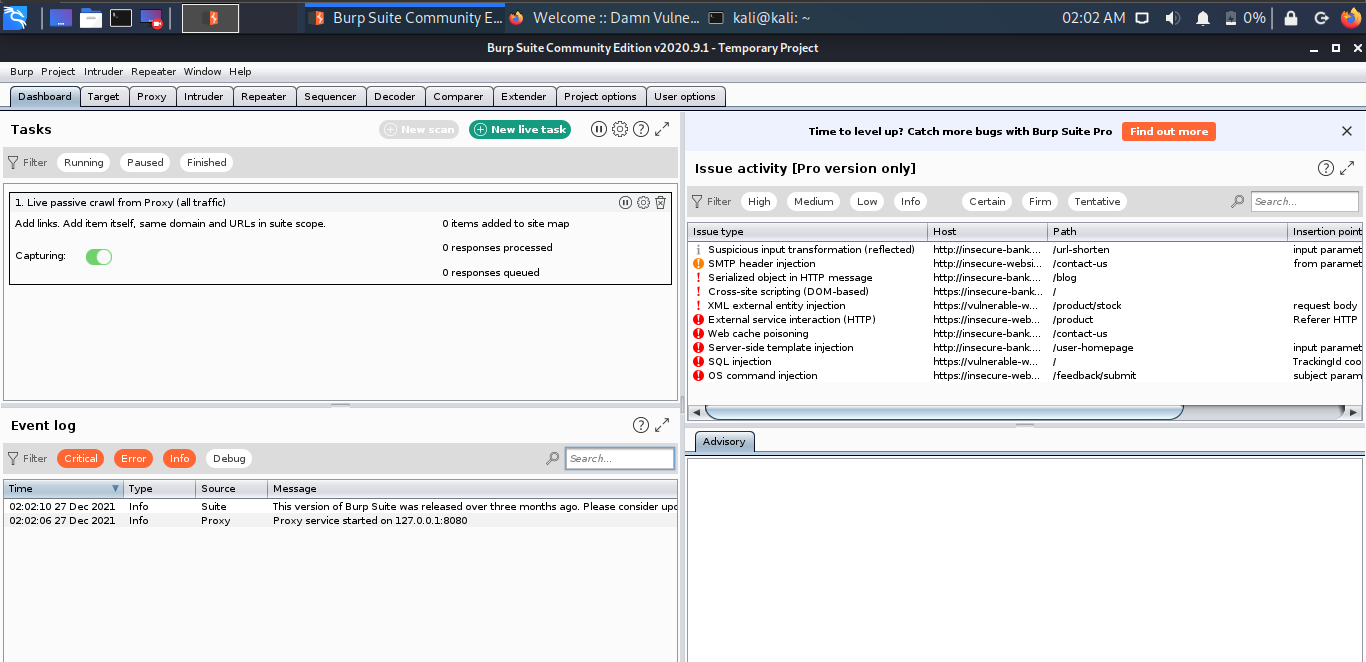 Burp Suite Community E... Welcome :: Damn Vulne... kali@kali: ~ 02:02 AM 0%
Burp Suite Community Edition v2020.9.1 - Temporary Project
Burp Project Intruder Repeater Window Help
Dashboard Target Proxy Intruder Repeater Sequencer Decoder Comparer Extender Project options User options
Tasks New scan New live task
Filter Running Paused Finished
1. Live passive crawl from Proxy (all traffic)
Add links. Add item itself, same domain and URLs in suite scope. 0 items added to site map
0 responses processed
Capturing:
0 responses queued
Event log
Filter Critical Error Info Debug Search...
Time Type Source Message
02:02:10 27 Dec 2021 Info Suite This version of Burp Suite was released over three months ago. Please consider upd
02:02:06 27 Dec 2021 Info Proxy Proxy service started on 127.0.0.1:8080
Time to level up? Catch more bugs with Burp Suite Pro Find out more
Issue activity [Pro version only]
Filter High Medium Low Info Certain Firm Tentative Search...
Issue type Host Path Insertion point
Suspicious input transformation (reflected) http://insecure-bank.... /url-shorten input paramet
SMTP header injection http://insecure-websi... /contact-us from paramet
Serialized object in HTTP message http://insecure-bank.... /blog
Cross-site scripting (DOM-based) http://insecure-bank... /
XML external entity injection https://vulnerable-w... /product/stock request body
External service interaction (HTTP) https://insecure-web... /product Referer HTTP
Web cache poisoning http://insecure-bank.... /contact-us
Server-side template injection http://insecure-bank.... /user-homepage input paramet
SQL injection https://vulnerable-w... / TrackingId coo
OS command injection https://insecure-web... /feedback/submit subject param
Advisory